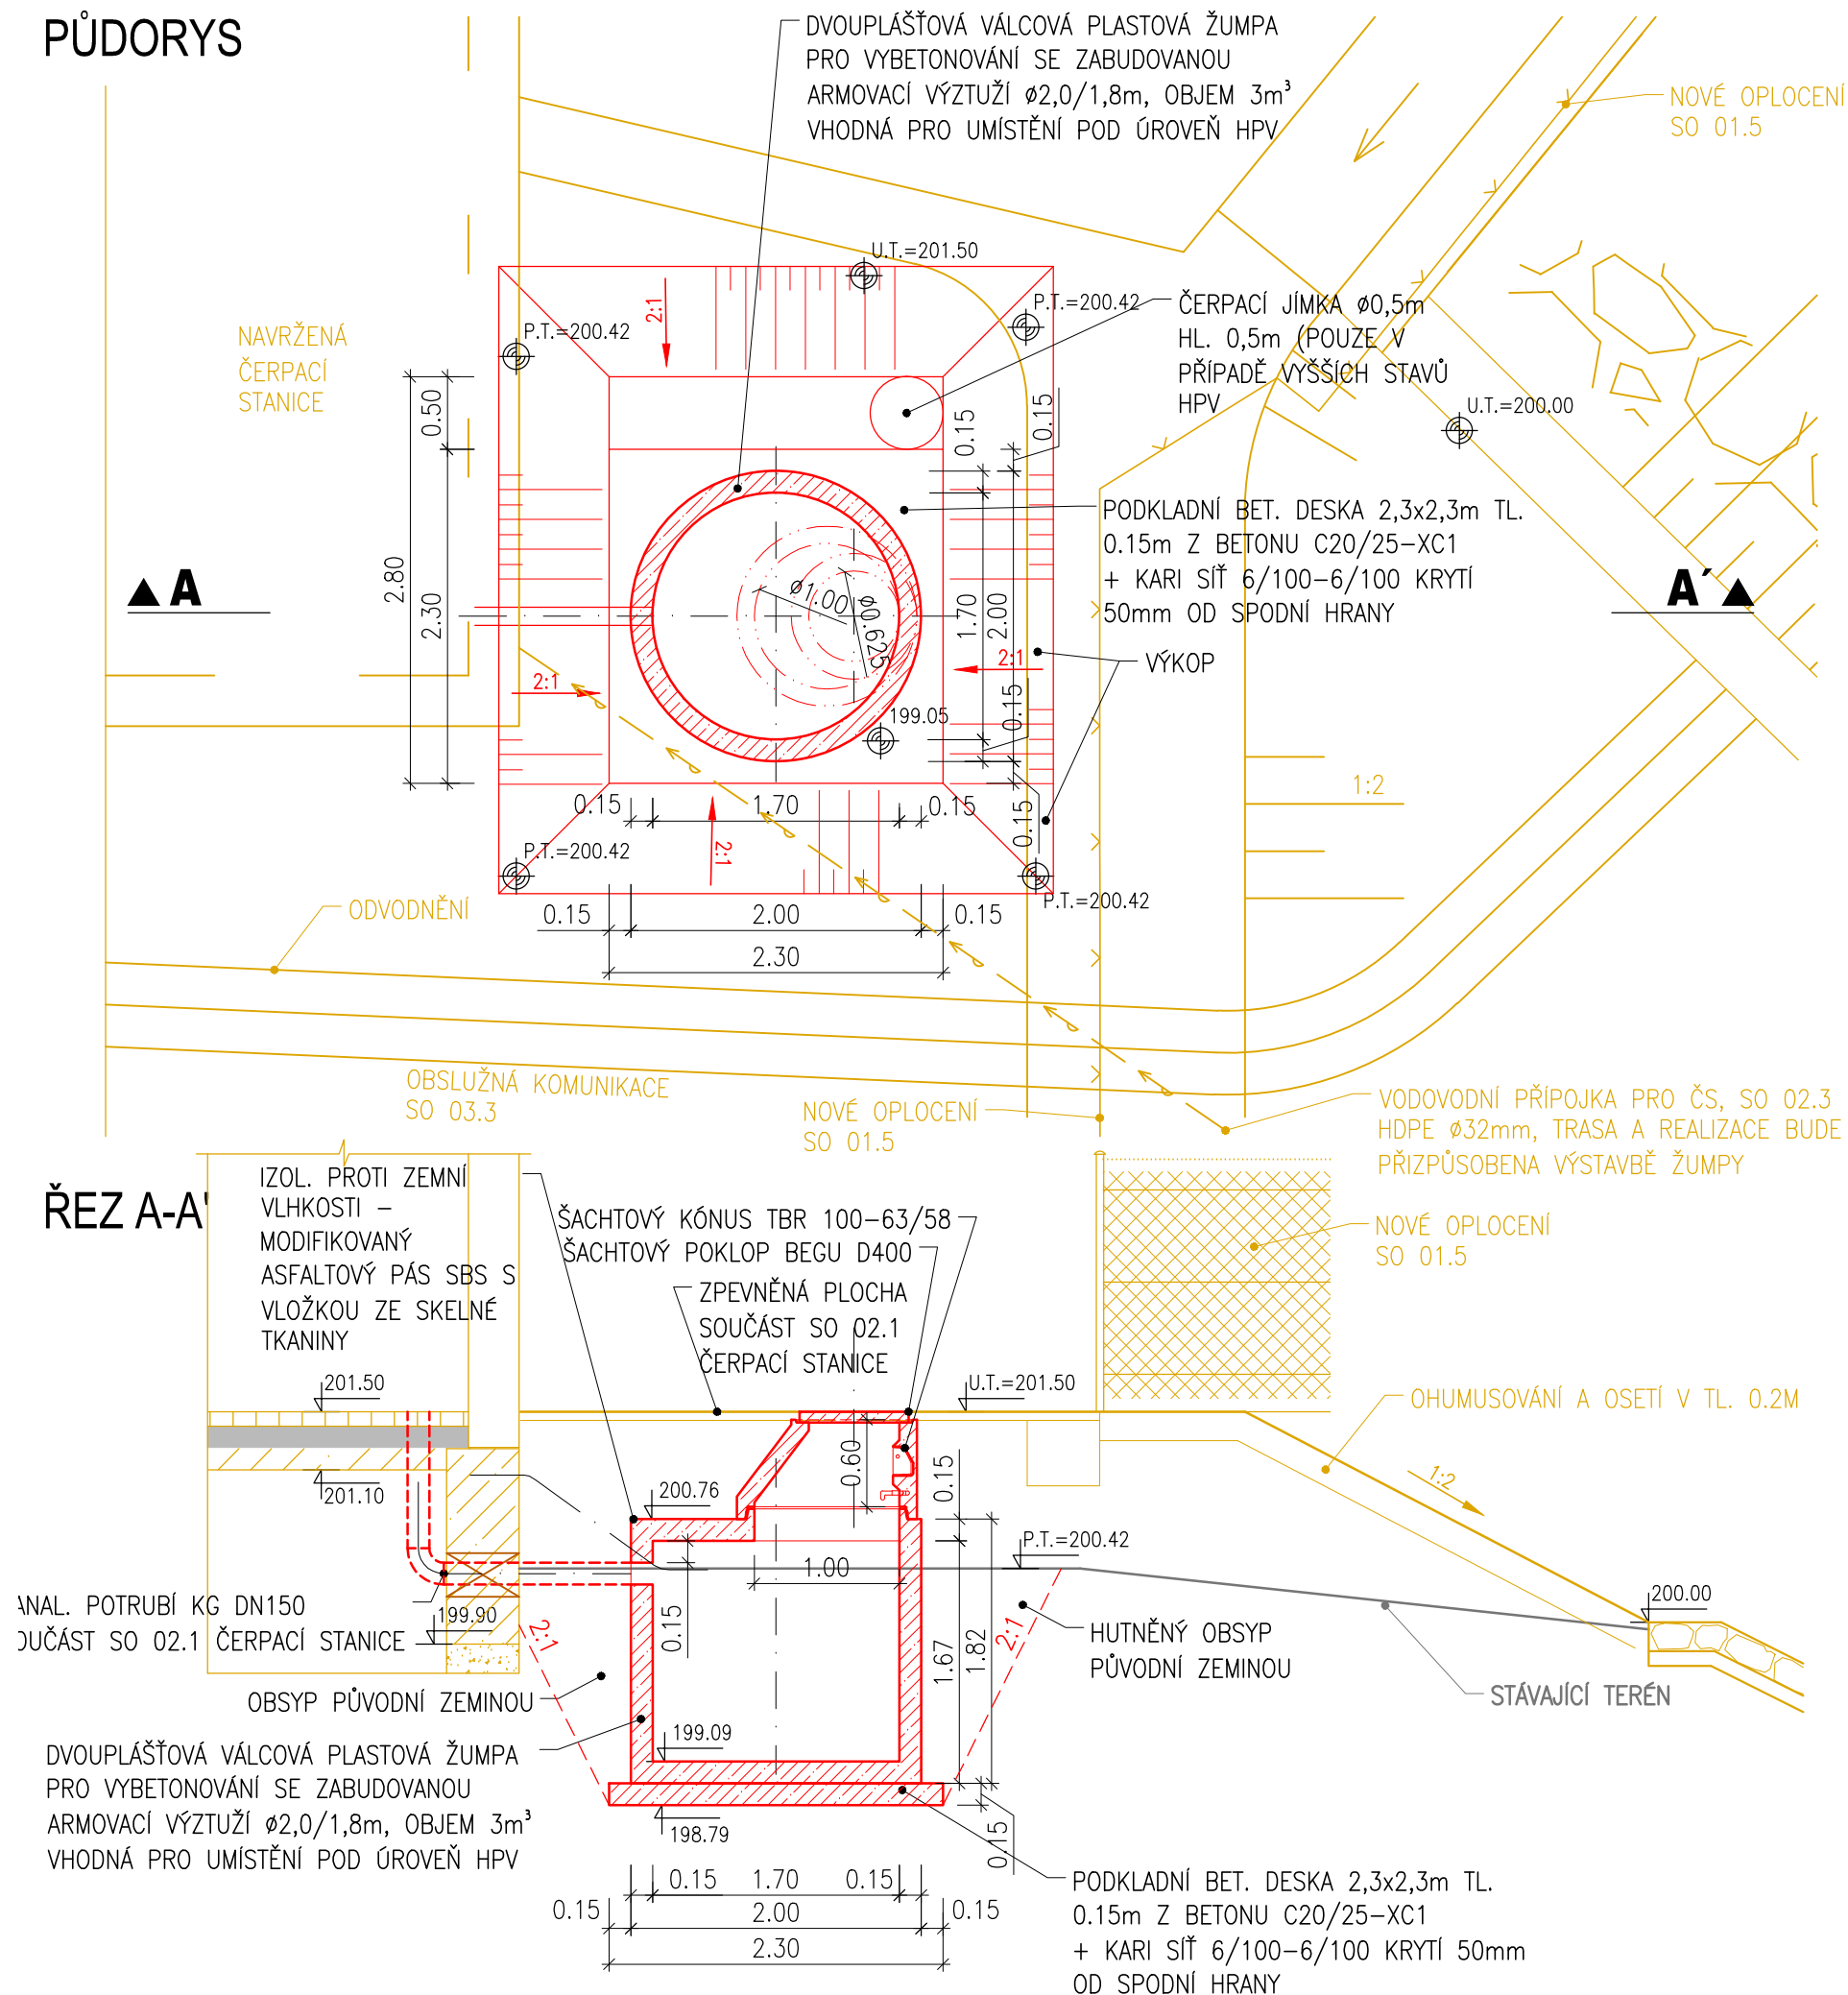 PŮDORYS
DVOUPLÁŠŤOVÁ VÁLCOVÁ PLASTOVÁ ŽUMPA
PRO VYBETONOVÁNÍ SE ZABUDOVANOU
ARMOVACÍ VÝZTUŽÍ ø2,0/1,8m, OBJEM 3m³
VHODNÁ PRO UMÍSTĚNÍ POD ÚROVEŇ HPV
NOVÉ OPLOCENÍ
SO 01.5
U.T.=201.50
P.T.=200.42
P.T.=200.42
2:1
NAVRŽENÁ
ČERPACÍ
STANICE
ČERPACÍ JÍMKA ø0,5m
HL. 0,5m (POUZE V
PŘÍPADĚ VYŠŠÍCH STAVŮ
HPV
U.T.=200.00
0.50
0.15
0.15
PODKLADNÍ BET. DESKA 2,3x2,3m TL.
0.15m Z BETONU C20/25-XC1
+ KARI SÍŤ 6/100-6/100 KRYTÍ
50mm OD SPODNÍ HRANY
A
A´
2.80
2.30
ø1.00
ø0.625
1.70
2.00
VÝKOP
2:1
2:1
199.05
0.15
0.15
1.70
0.15
0.15
2:1
1:2
P.T.=200.42
P.T.=200.42
ODVODNĚNÍ
0.15
2.00
0.15
2.30
OBSLUŽNÁ KOMUNIKACE
SO 03.3
NOVÉ OPLOCENÍ
SO 01.5
VODOVODNÍ PŘÍPOJKA PRO ČS, SO 02.3
HDPE ø32mm, TRASA A REALIZACE BUDE
PŘIZPŮSOBENA VÝSTAVBĚ ŽUMPY
ŘEZ A-A'
IZOL. PROTI ZEMNÍ
VLHKOSTI –
MODIFIKOVANÝ
ASFALTOVÝ PÁS SBS S
VLOŽKOU ZE SKELNÉ
TKANINY
ŠACHTOVÝ KÓNUS TBR 100-63/58
ŠACHTOVÝ POKLOP BEGU D400
ZPEVNĚNÁ PLOCHA
SOUČÁST SO 02.1
ČERPACÍ STANICE
NOVÉ OPLOCENÍ
SO 01.5
201.50
U.T.=201.50
OHUMUSOVÁNÍ A OSETÍ V TL. 0.2M
1:2
201.10
200.76
0.60
0.15
P.T.=200.42
1.00
200.00
ANAL. POTRUBÍ KG DN150
OUČÁST SO 02.1 ČERPACÍ STANICE
199.90
2:1
0.15
1.67
1.82
2:1
HUTNĚNÝ OBSYP
PŮVODNÍ ZEMINOU
STÁVAJÍCÍ TERÉN
OBSYP PŮVODNÍ ZEMINOU
199.09
DVOUPLÁŠŤOVÁ VÁLCOVÁ PLASTOVÁ ŽUMPA
PRO VYBETONOVÁNÍ SE ZABUDOVANOU
ARMOVACÍ VÝZTUŽÍ ø2,0/1,8m, OBJEM 3m³
VHODNÁ PRO UMÍSTĚNÍ POD ÚROVEŇ HPV
198.79
0.15
0.15
1.70
0.15
0.15
2.00
0.15
2.30
PODKLADNÍ BET. DESKA 2,3x2,3m TL.
0.15m Z BETONU C20/25-XC1
+ KARI SÍŤ 6/100-6/100 KRYTÍ 50mm
OD SPODNÍ HRANY